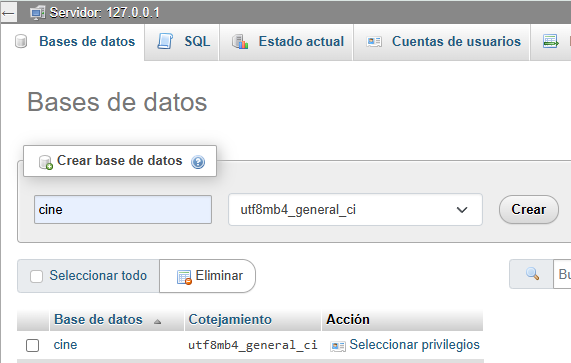 Servidor: 127.0.0.1
Bases de datos SQL Estado actual Cuentas de usuarios
Bases de datos
Crear base de datos
cine utf8mb4_general_ci Crear
Seleccionar todo Eliminar Bu
Base de datos Cotejamiento Acción
cine utf8mb4_general_ci Seleccionar privilegios